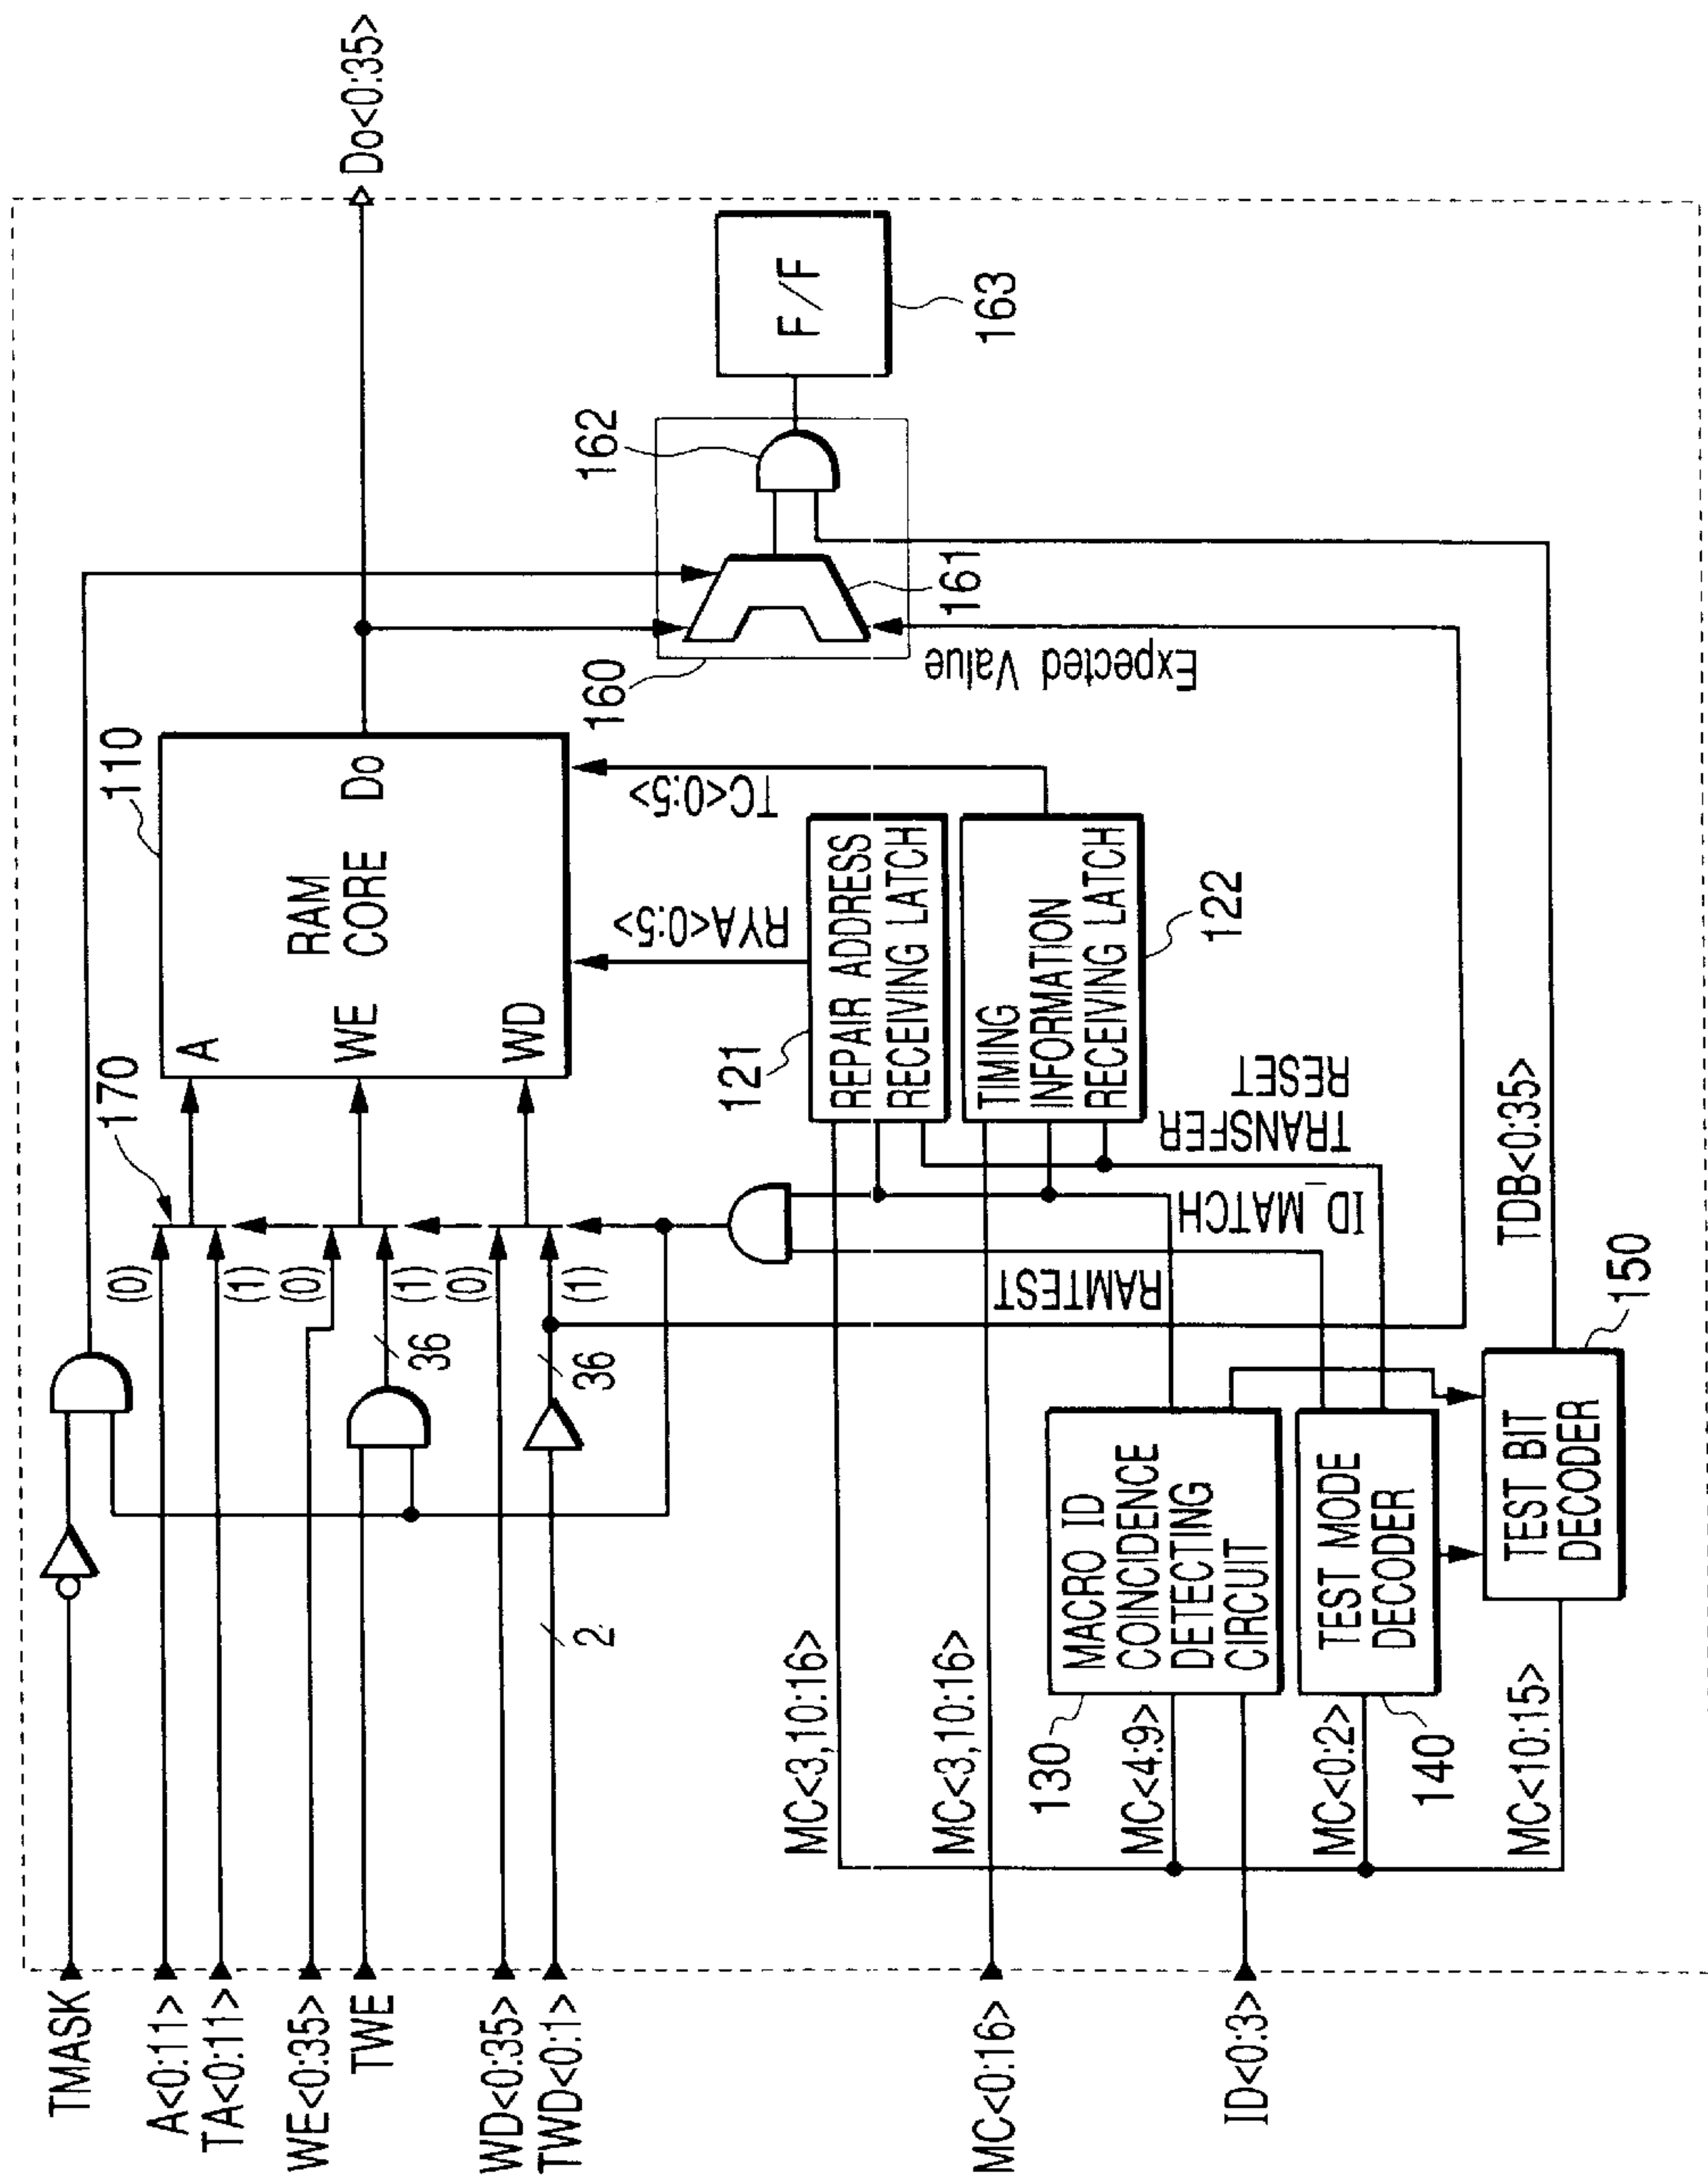 TMASK
A<0:11>
TA<0:11>
WE<0:35>
TWE
WD<0:35>
TWD<0:1>
MC<0:16>
ID<0:3>
(0)
(1)
(0)
(1)
(0)
(1)
36
36
2
170
110
A
WE
WD
RAM
CORE
Do
Do<0:35>
RYA<0:5>
TC<0:5>
121
REPAIR ADDRESS
RECEIVING LATCH
TIMING
INFORMATION
RECEIVING LATCH
122
160
161
162
F/F
163
Expected Value
MC<3,10:16>
MC<3,10:16>
130
MC<4:9>
MC<0:2>
140
MC<10:15>
MACRO ID
COINCIDENCE
DETECTING
CIRCUIT
TEST MODE
DECODER
TEST BIT
DECODER
150
RAMTEST
ID_MATCH
TRANSFER
RESET
TDB<0:35>